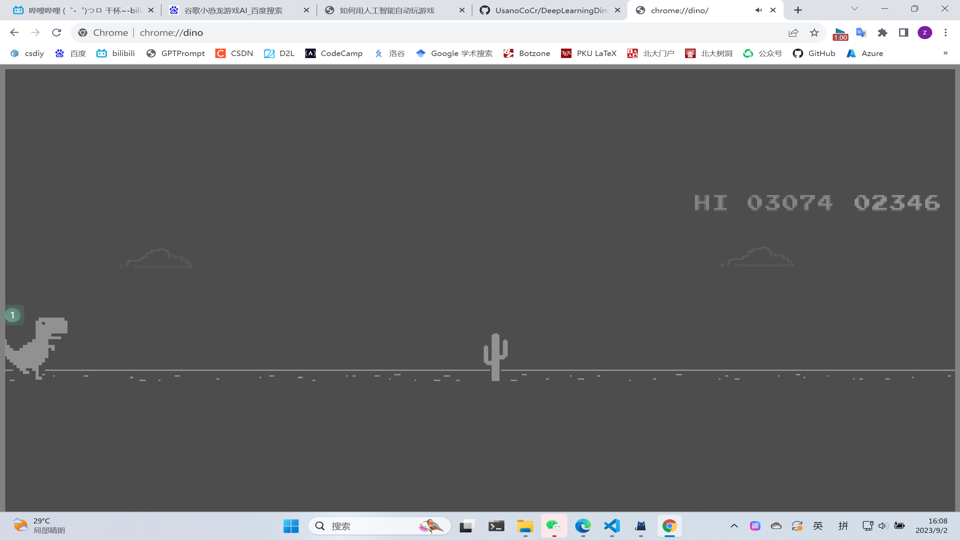 哔哩哔哩 (゜-゜)つロ 干杯~-bili
谷歌小恐龙游戏AI_百度搜索
如何用人工智能自动玩游戏
UsanoCoCr/DeepLearningDin
chrome://dino/
Chrome | chrome://dino
1.00
z
csdiy
百度
bilibili
GPTPrompt
CSDN
D2L
CodeCamp
洛谷
Google 学术搜索
Botzone
PKU LaTeX
北大门户
北大树洞
公众号
GitHub
Azure
»
HI 03074 02346
1
29°C
局部晴朗
搜索
英
拼
16:08
2023/9/2